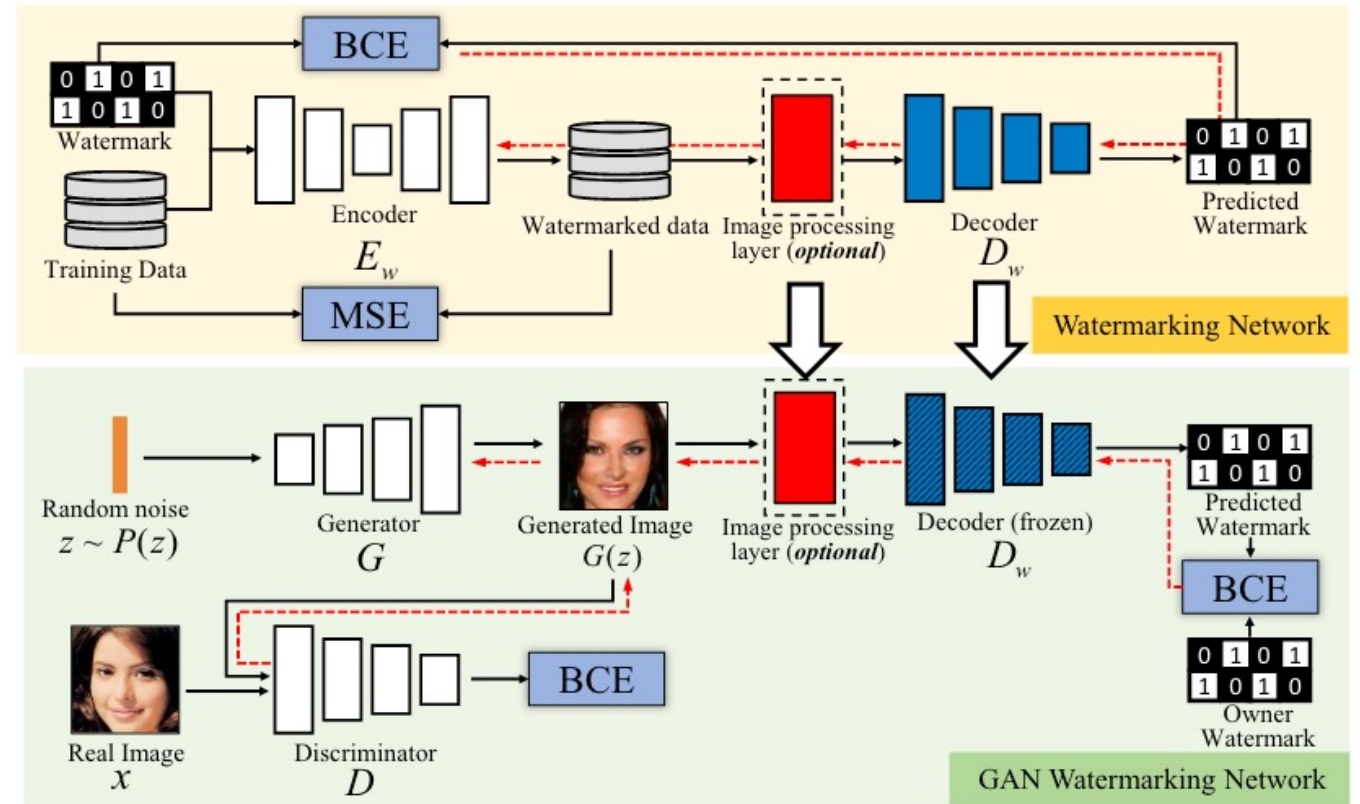 BCE
0 1 0 1
1 0 1 0
Watermark
Training Data
Encoder
E_w
Watermarked data
MSE
Image processing
layer (optional)
Decoder
D_w
0 1 0 1
1 0 1 0
Predicted
Watermark
Watermarking Network
Random noise
z ~ P(z)
Generator
G
Generated Image
G(z)
Image processing
layer (optional)
Decoder (frozen)
D_w
0 1 0 1
1 0 1 0
Predicted
Watermark
BCE
0 1 0 1
1 0 1 0
Owner
Watermark
Real Image
x
Discriminator
D
BCE
GAN Watermarking Network